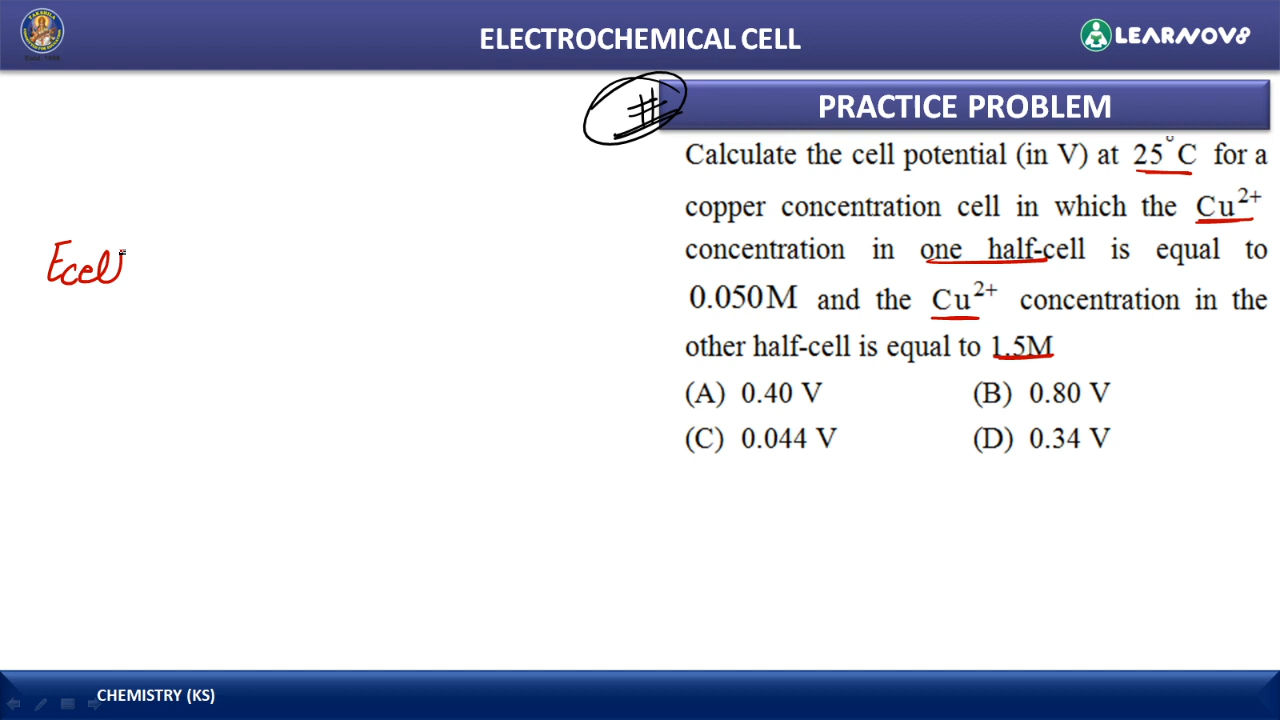 ELECTROCHEMICAL CELL
LEARNOV8
#
PRACTICE PROBLEM
Calculate the cell potential (in V) at 25°C for a
copper concentration cell in which the Cu²⁺
concentration in one half-cell is equal to
0.050M and the Cu²⁺ concentration in the
other half-cell is equal to 1.5M
(A) 0.40 V (B) 0.80 V
(C) 0.044 V (D) 0.34 V
Ecell
CHEMISTRY (KS)